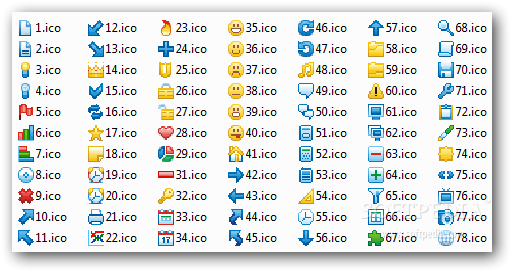 1.ico 12.ico 23.ico 35.ico 46.ico 57.ico 68.ico
2.ico 13.ico 24.ico 36.ico 47.ico 58.ico 69.ico
3.ico 14.ico 25.ico 37.ico 48.ico 59.ico 70.ico
4.ico 15.ico 26.ico 38.ico 49.ico 60.ico 71.ico
5.ico 16.ico 27.ico 39.ico 50.ico 61.ico 72.ico
6.ico 17.ico 28.ico 40.ico 51.ico 62.ico 73.ico
7.ico 18.ico 29.ico 41.ico 52.ico 63.ico 74.ico
8.ico 19.ico 31.ico 42.ico 53.ico 64.ico 75.ico
9.ico 20.ico 32.ico 43.ico 54.ico 65.ico 76.ico
10.ico 21.ico 33.ico 44.ico 55.ico 66.ico 77.ico
11.ico 22.ico 34.ico 45.ico 56.ico 67.ico 78.ico
17
SOFTPEDIA